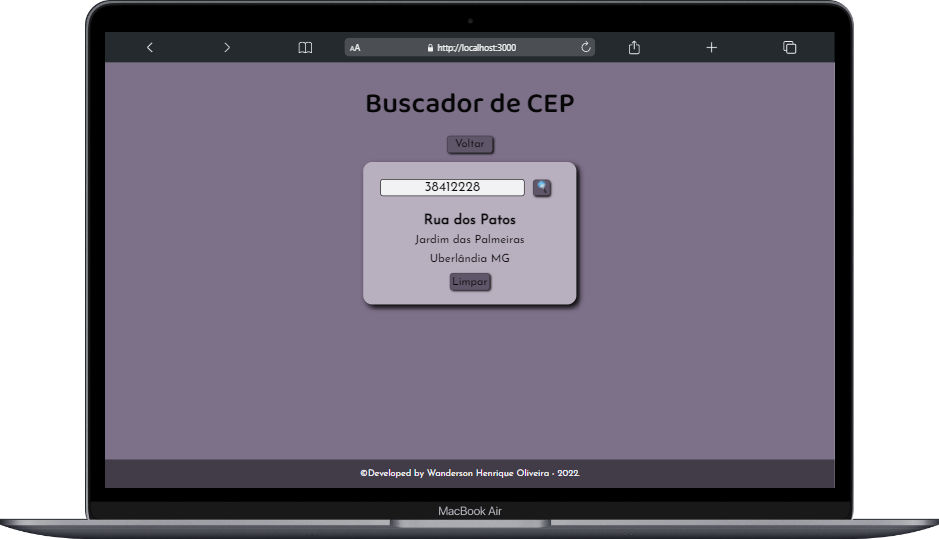 AA http://localhost:3000
Buscador de CEP
Voltar
38412228
Rua dos Patos
Jardim das Palmeiras
Uberlândia MG
Limpar
©Developed by Wanderson Henrique Oliveira - 2022.
MacBook Air